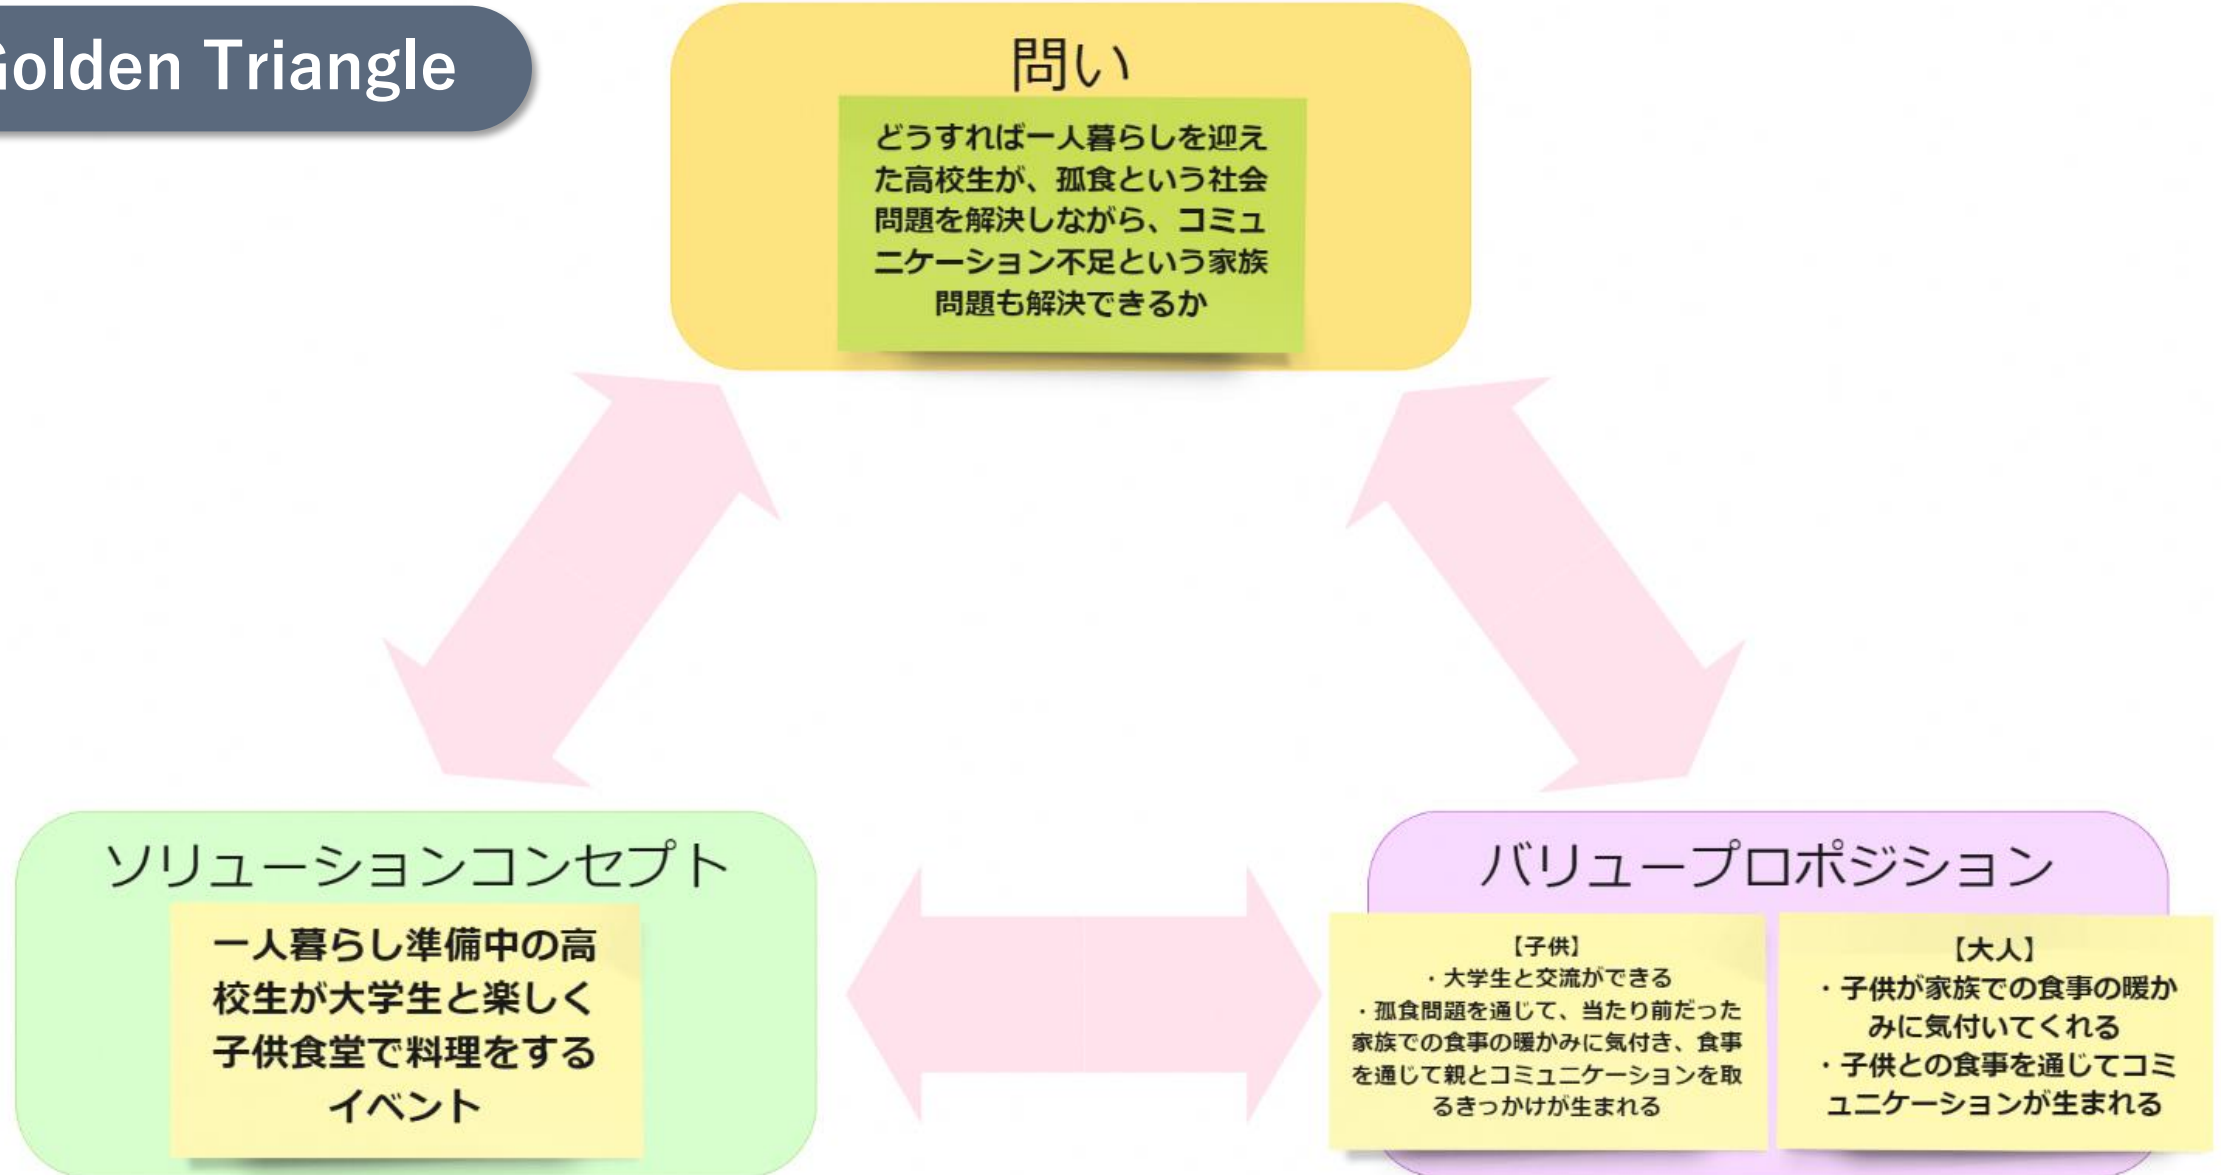 Golden Triangle
問い
どうすれば一人暮らしを迎え
た高校生が、孤食という社会
問題を解決しながら、コミュ
ニケーション不足という家族
問題も解決できるか
ソリューションコンセプト
一人暮らし準備中の高
校生が大学生と楽しく
子供食堂で料理をする
イベント
バリュープロポジション
【子供】
・大学生と交流ができる
・孤食問題を通じて、当たり前だった
家族での食事の暖かみに気付き、食事
を通じて親とコミュニケーションを取
るきっかけが生まれる
【大人】
・子供が家族での食事の暖か
みに気付いてくれる
・子供との食事を通じてコミ
ュニケーションが生まれる